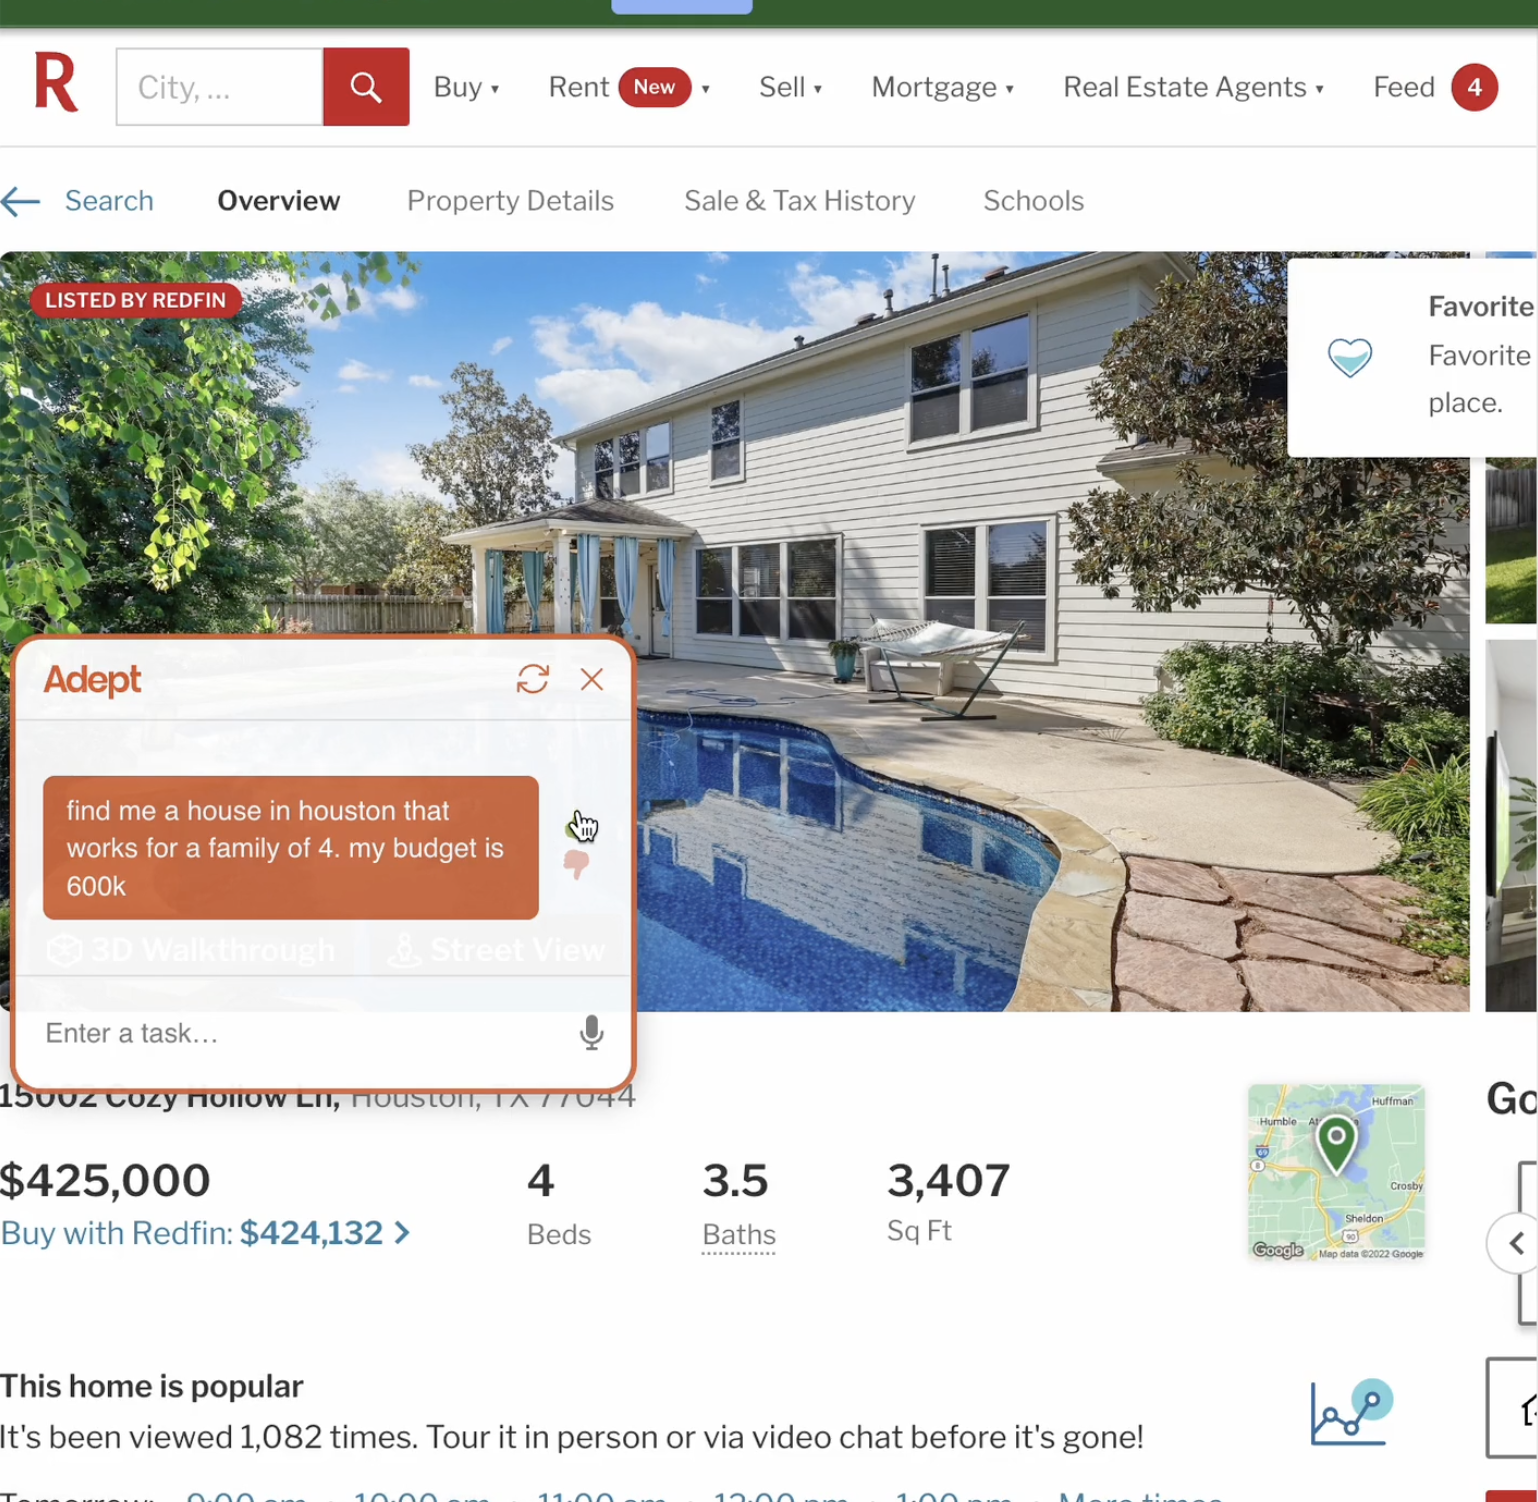 R
City, ...
Buy
Rent New
Sell
Mortgage
Real Estate Agents
Feed 4
Search
Overview
Property Details
Sale & Tax History
Schools
LISTED BY REDFIN
Favorite
Favorite
place.
Adept
find me a house in houston that
works for a family of 4. my budget is
600k
3D Walkthrough
Street View
Enter a task...
15002 Cozy Hollow Ln, Houston, TX 77044
$425,000
Buy with Redfin: $424,132
4
Beds
3.5
Baths
3,407
Sq Ft
Huffman
Humble
69
8
Crosby
Sheldon
90
Google Map data ©2022 Google
Go
This home is popular
It's been viewed 1,082 times. Tour it in person or via video chat before it's gone!
Tomorrow: 9:00 am · 10:00 am · 11:00 am · 12:00 pm · 1:00 pm · More times